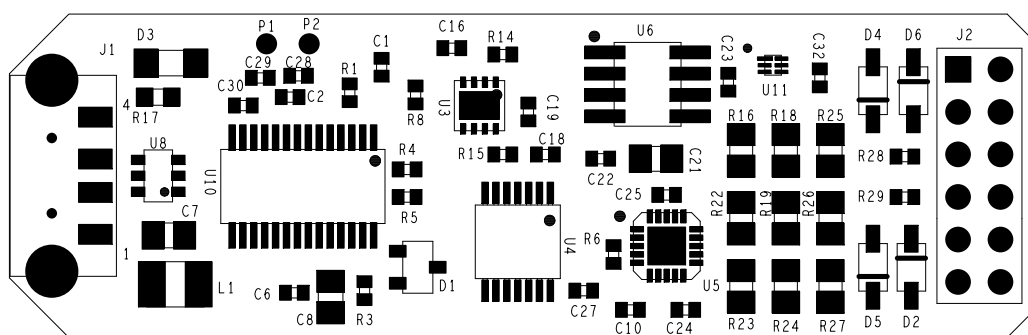 P1
P2
C16
R14
U6
D4
D6
J2
J1
D3
C1
C23
C32
C29
C28
R1
U11
C30
C2
R8
U3
C19
4
R17
R16
R18
R25
U8
R4
R15
C18
C21
R28
C22
U10
C25
R29
C7
R5
R22
R19
R26
R6
U4
1
L1
C6
D1
U5
C8
R3
C27
C10
C24
R23
R24
R27
D5
D2